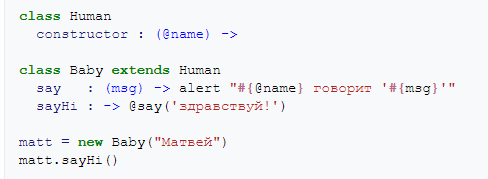 class Human
  constructor : (@name) ->

class Baby extends Human
  say   : (msg) -> alert "#{@name} говорит '#{msg}'"
  sayHi : -> @say('здравствуй!')

matt = new Baby("Матвей")
matt.sayHi()